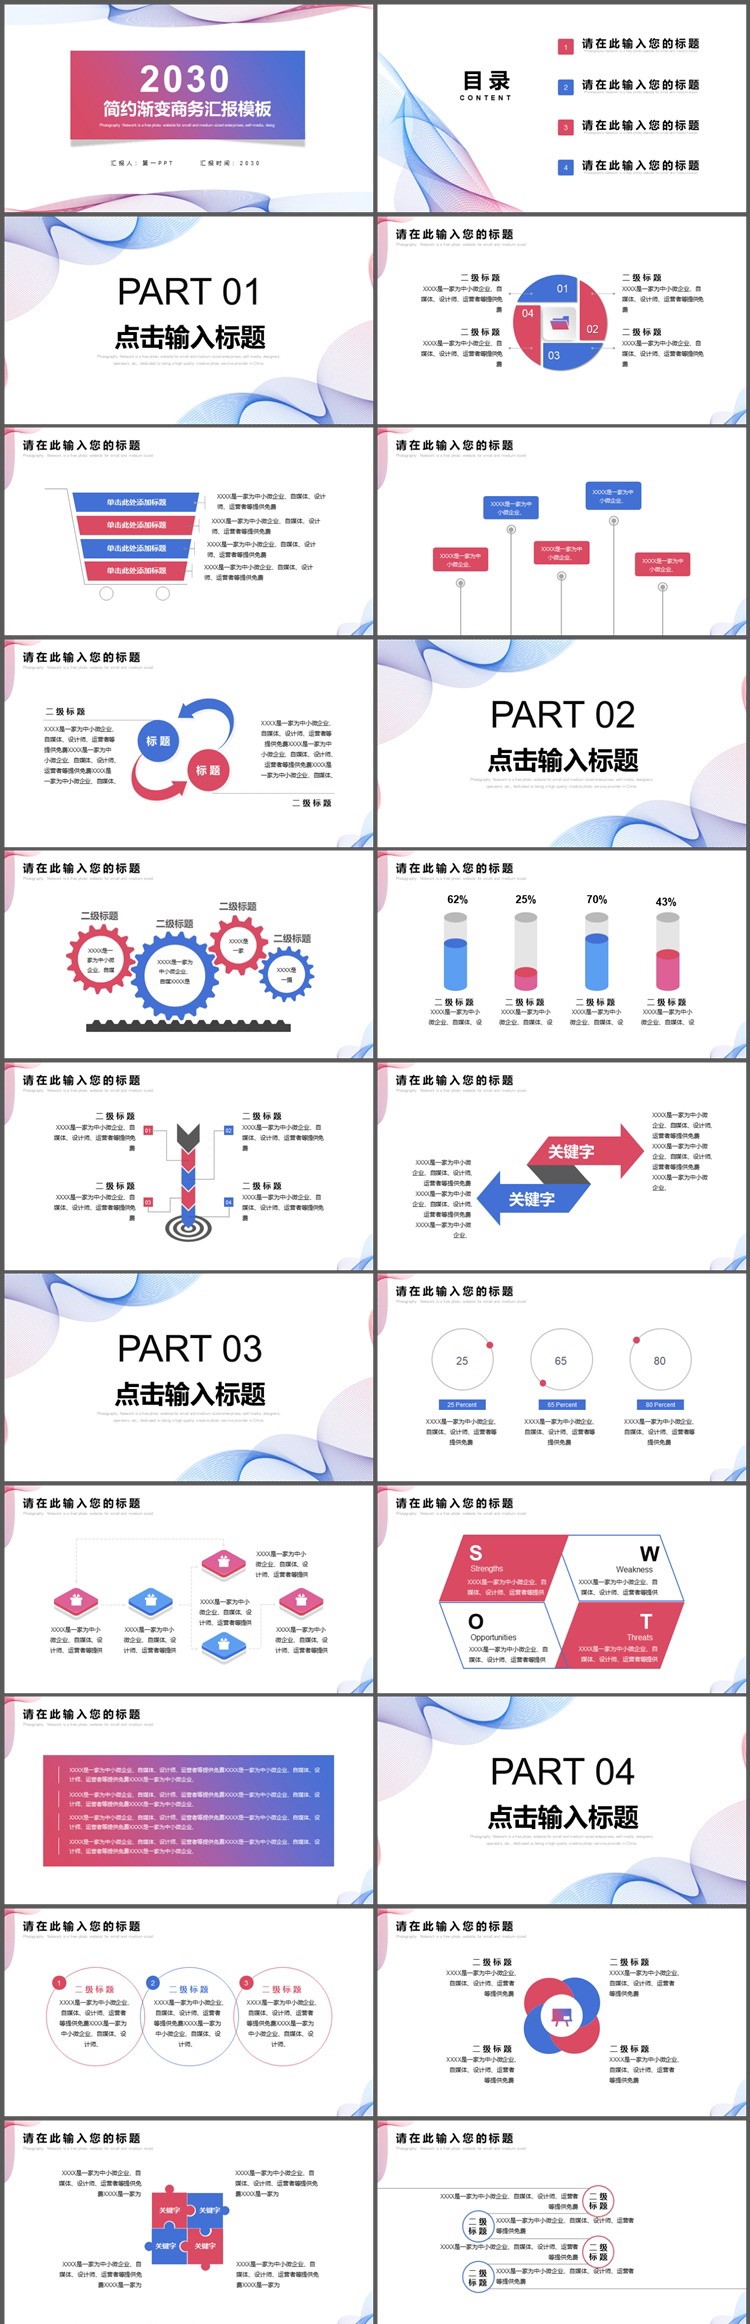 2030
简约渐变商务汇报模板
Photography Network is a free photo website for small and medium-sized enterprises, self-media, desig
汇报人：第一PPT 汇报时间：2030
目录
CONTENT
1 请在此输入您的标题
2 请在此输入您的标题
3 请在此输入您的标题
4 请在此输入您的标题
PART 01
点击输入标题
请在此输入您的标题
二级标题
XXXX是一家为中小微企业、自
媒体、设计师、运营者等提供免
费
二级标题
XXXX是一家为中小微企业、自
媒体、设计师、运营者等提供免
费
01
02
03
04
二级标题
XXXX是一家为中小微企业、自
媒体、设计师、运营者等提供免
费
二级标题
XXXX是一家为中小微企业、自
媒体、设计师、运营者等提供免
费
请在此输入您的标题
单击此处添加标题
单击此处添加标题
单击此处添加标题
单击此处添加标题
XXXX是一家为中小微企业、自媒体、设计
师、运营者等提供免费
XXXX是一家为中小微企业、自媒体、设计
师、运营者等提供免费
XXXX是一家为中小微企业、自媒体、设计
师、运营者等提供免费
XXXX是一家为中小微企业、自媒体、设计
师、运营者等提供免费
请在此输入您的标题
XXXX是一家为中
小微企业、
XXXX是一家为中
小微企业、
XXXX是一家为中
小微企业、
XXXX是一家为中
小微企业、
XXXX是一家为中
小微企业、
请在此输入您的标题
二级标题
XXXX是一家为中小微企业、
自媒体、设计师、运营者等
提供免费XXXX是一家为中
小微企业、自媒体、设计师、
运营者等提供免费XXXX是
一家为中小微企业、自媒体、
标题
标题
XXXX是一家为中小微企业、
自媒体、设计师、运营者等
提供免费XXXX是一家为中
小微企业、自媒体、设计师、
运营者等提供免费XXXX是
一家为中小微企业、自媒体、
二级标题
PART 02
点击输入标题
请在此输入您的标题
二级标题
二级标题
二级标题
二级标题
XXXX是一
家为中小微
企业、自媒
XXXX是一家为
中小微企业、
自媒XXXX是
XXXX是
一家
XXXX是
一個
请在此输入您的标题
62%
25%
70%
43%
二级标题
XXXX是一家为中小
微企业、自媒体、设
二级标题
XXXX是一家为中小
微企业、自媒体、设
二级标题
XXXX是一家为中小
微企业、自媒体、设
二级标题
XXXX是一家为中小
微企业、自媒体、设
请在此输入您的标题
二级标题
XXXX是一家为中小微企业、自
媒体、设计师、运营者等提供免
费
01
02
二级标题
XXXX是一家为中小微企业、自
媒体、设计师、运营者等提供免
费
二级标题
XXXX是一家为中小微企业、自
媒体、设计师、运营者等提供免
费
03
04
二级标题
XXXX是一家为中小微企业、自
媒体、设计师、运营者等提供免
费
请在此输入您的标题
XXXX是一家为中小微
企业、自媒体、设计师、
运营者等提供免费
XXXX是一家为中小微
企业、自媒体、设计师、
运营者等提供免费
XXXX是一家为中小微
企业、
关键字
关键字
XXXX是一家为中小微
企业、自媒体、设计师、
运营者等提供免费
XXXX是一家为中小微
企业、自媒体、设计师、
运营者等提供免费
XXXX是一家为中小微
企业、
PART 03
点击输入标题
请在此输入您的标题
25
65
80
25 Percent
65 Percent
80 Percent
XXXX是一家为中小微企业、
自媒体、设计师、运营者等
提供免费
XXXX是一家为中小微企业、
自媒体、设计师、运营者等
提供免费
XXXX是一家为中小微企业、
自媒体、设计师、运营者等
提供免费
请在此输入您的标题
XXXX是一家为中小
微企业、自媒体、设
计师、运营者等提供
XXXX是一家为中小
微企业、自媒体、设
计师、运营者等提供
XXXX是一家为中小
微企业、自媒体、设
计师、运营者等提供
XXXX是一家为中小
微企业、自媒体、设
计师、运营者等提供
XXXX是一家为中小
微企业、自媒体、设
计师、运营者等提供
请在此输入您的标题
S
Strengths
XXXX是一家为中小微企业、自
媒体、设计师、运营者等提供
W
Weakness
XXXX是一家为中小微企业、自
媒体、设计师、运营者等提供
O
Opportunities
XXXX是一家为中小微企业、自
媒体、设计师、运营者等提供
T
Threats
XXXX是一家为中小微企业、自
媒体、设计师、运营者等提供
请在此输入您的标题
XXXX是一家为中小微企业、自媒体、设计师、运营者等提供免费XXXX是一家为中小微企业、自媒体、设
计师、运营者等提供免费XXXX是一家为中小微企业、
XXXX是一家为中小微企业、自媒体、设计师、运营者等提供免费XXXX是一家为中小微企业、自媒体、设
计师、运营者等提供免费XXXX是一家为中小微企业、
XXXX是一家为中小微企业、自媒体、设计师、运营者等提供免费XXXX是一家为中小微企业、自媒体、设
计师、运营者等提供免费XXXX是一家为中小微企业、
XXXX是一家为中小微企业、自媒体、设计师、运营者等提供免费XXXX是一家为中小微企业、自媒体、设
计师、运营者等提供免费XXXX是一家为中小微企业、
PART 04
点击输入标题
请在此输入您的标题
1
二级标题
XXXX是一家为中小微企业、
自媒体、设计师、运营者
等提供免费XXXX是一家为
中小微企业、自媒体、设
计师、
2
二级标题
XXXX是一家为中小微企业、
自媒体、设计师、运营者
等提供免费XXXX是一家为
中小微企业、自媒体、设
计师、
3
二级标题
XXXX是一家为中小微企业、
自媒体、设计师、运营者
等提供免费XXXX是一家为
中小微企业、自媒体、设
计师、
请在此输入您的标题
二级标题
XXXX是一家为中小微企业、
自媒体、设计师、运营者
等提供免费
二级标题
XXXX是一家为中小微企业、
自媒体、设计师、运营者
等提供免费
二级标题
XXXX是一家为中小微企业、
自媒体、设计师、运营者
等提供免费
二级标题
XXXX是一家为中小微企业、
自媒体、设计师、运营者
等提供免费
请在此输入您的标题
XXXX是一家为中小微企业、自
媒体、设计师、运营者等提供免
费XXXX是一家为
关键字
关键字
关键字
关键字
XXXX是一家为中小微企业、自
媒体、设计师、运营者等提供免
费XXXX是一家为
XXXX是一家为中小微企业、自
媒体、设计师、运营者等提供免
费XXXX是一家为
XXXX是一家为中小微企业、自
媒体、设计师、运营者等提供免
费XXXX是一家为
请在此输入您的标题
XXXX是一家为中小微企业、自媒体、设计师、运营者
等提供免费
二级
标题
二级
标题
XXXX是一家为中小微企业、自媒体、设计师、运营者
等提供免费
XXXX是一家为中小微企业、自媒体、设计师、运营者
等提供免费
二级
标题
二级
标题
XXXX是一家为中小微企业、自媒体、设计师、运营者
等提供免费